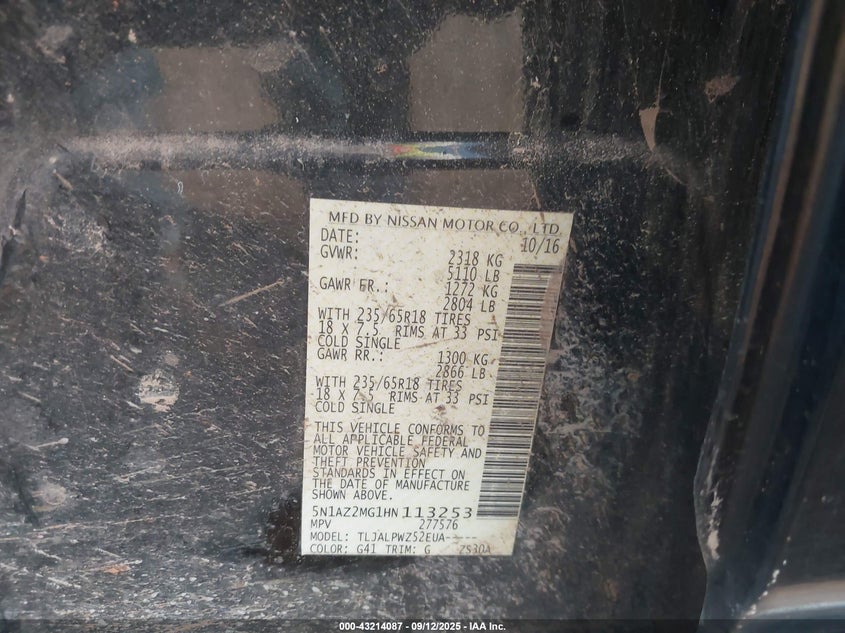 MFD BY NISSAN MOTOR CO., LTD.
DATE: 10/16
GVWR: 2318 KG
5110 LB
GAWR FR.: 1272 KG
2804 LB
WITH 235/65R18 TIRES
18 X 7.5 RIMS AT 33 PSI
COLD SINGLE
GAWR RR.: 1300 KG
2866 LB
WITH 235/65R18 TIRES
18 X 7.5 RIMS AT 33 PSI
COLD SINGLE
THIS VEHICLE CONFORMS TO
ALL APPLICABLE FEDERAL
MOTOR VEHICLE SAFETY AND
THEFT PREVENTION
STANDARDS IN EFFECT ON
THE DATE OF MANUFACTURE
SHOWN ABOVE.
5N1AZ2MG1HN113253
MPV 277576
MODEL: TLJALPWZ52EUA-----
COLOR: G41 TRIM: G ZS30A
000-43214087 - 09/12/2025 - IAA Inc.